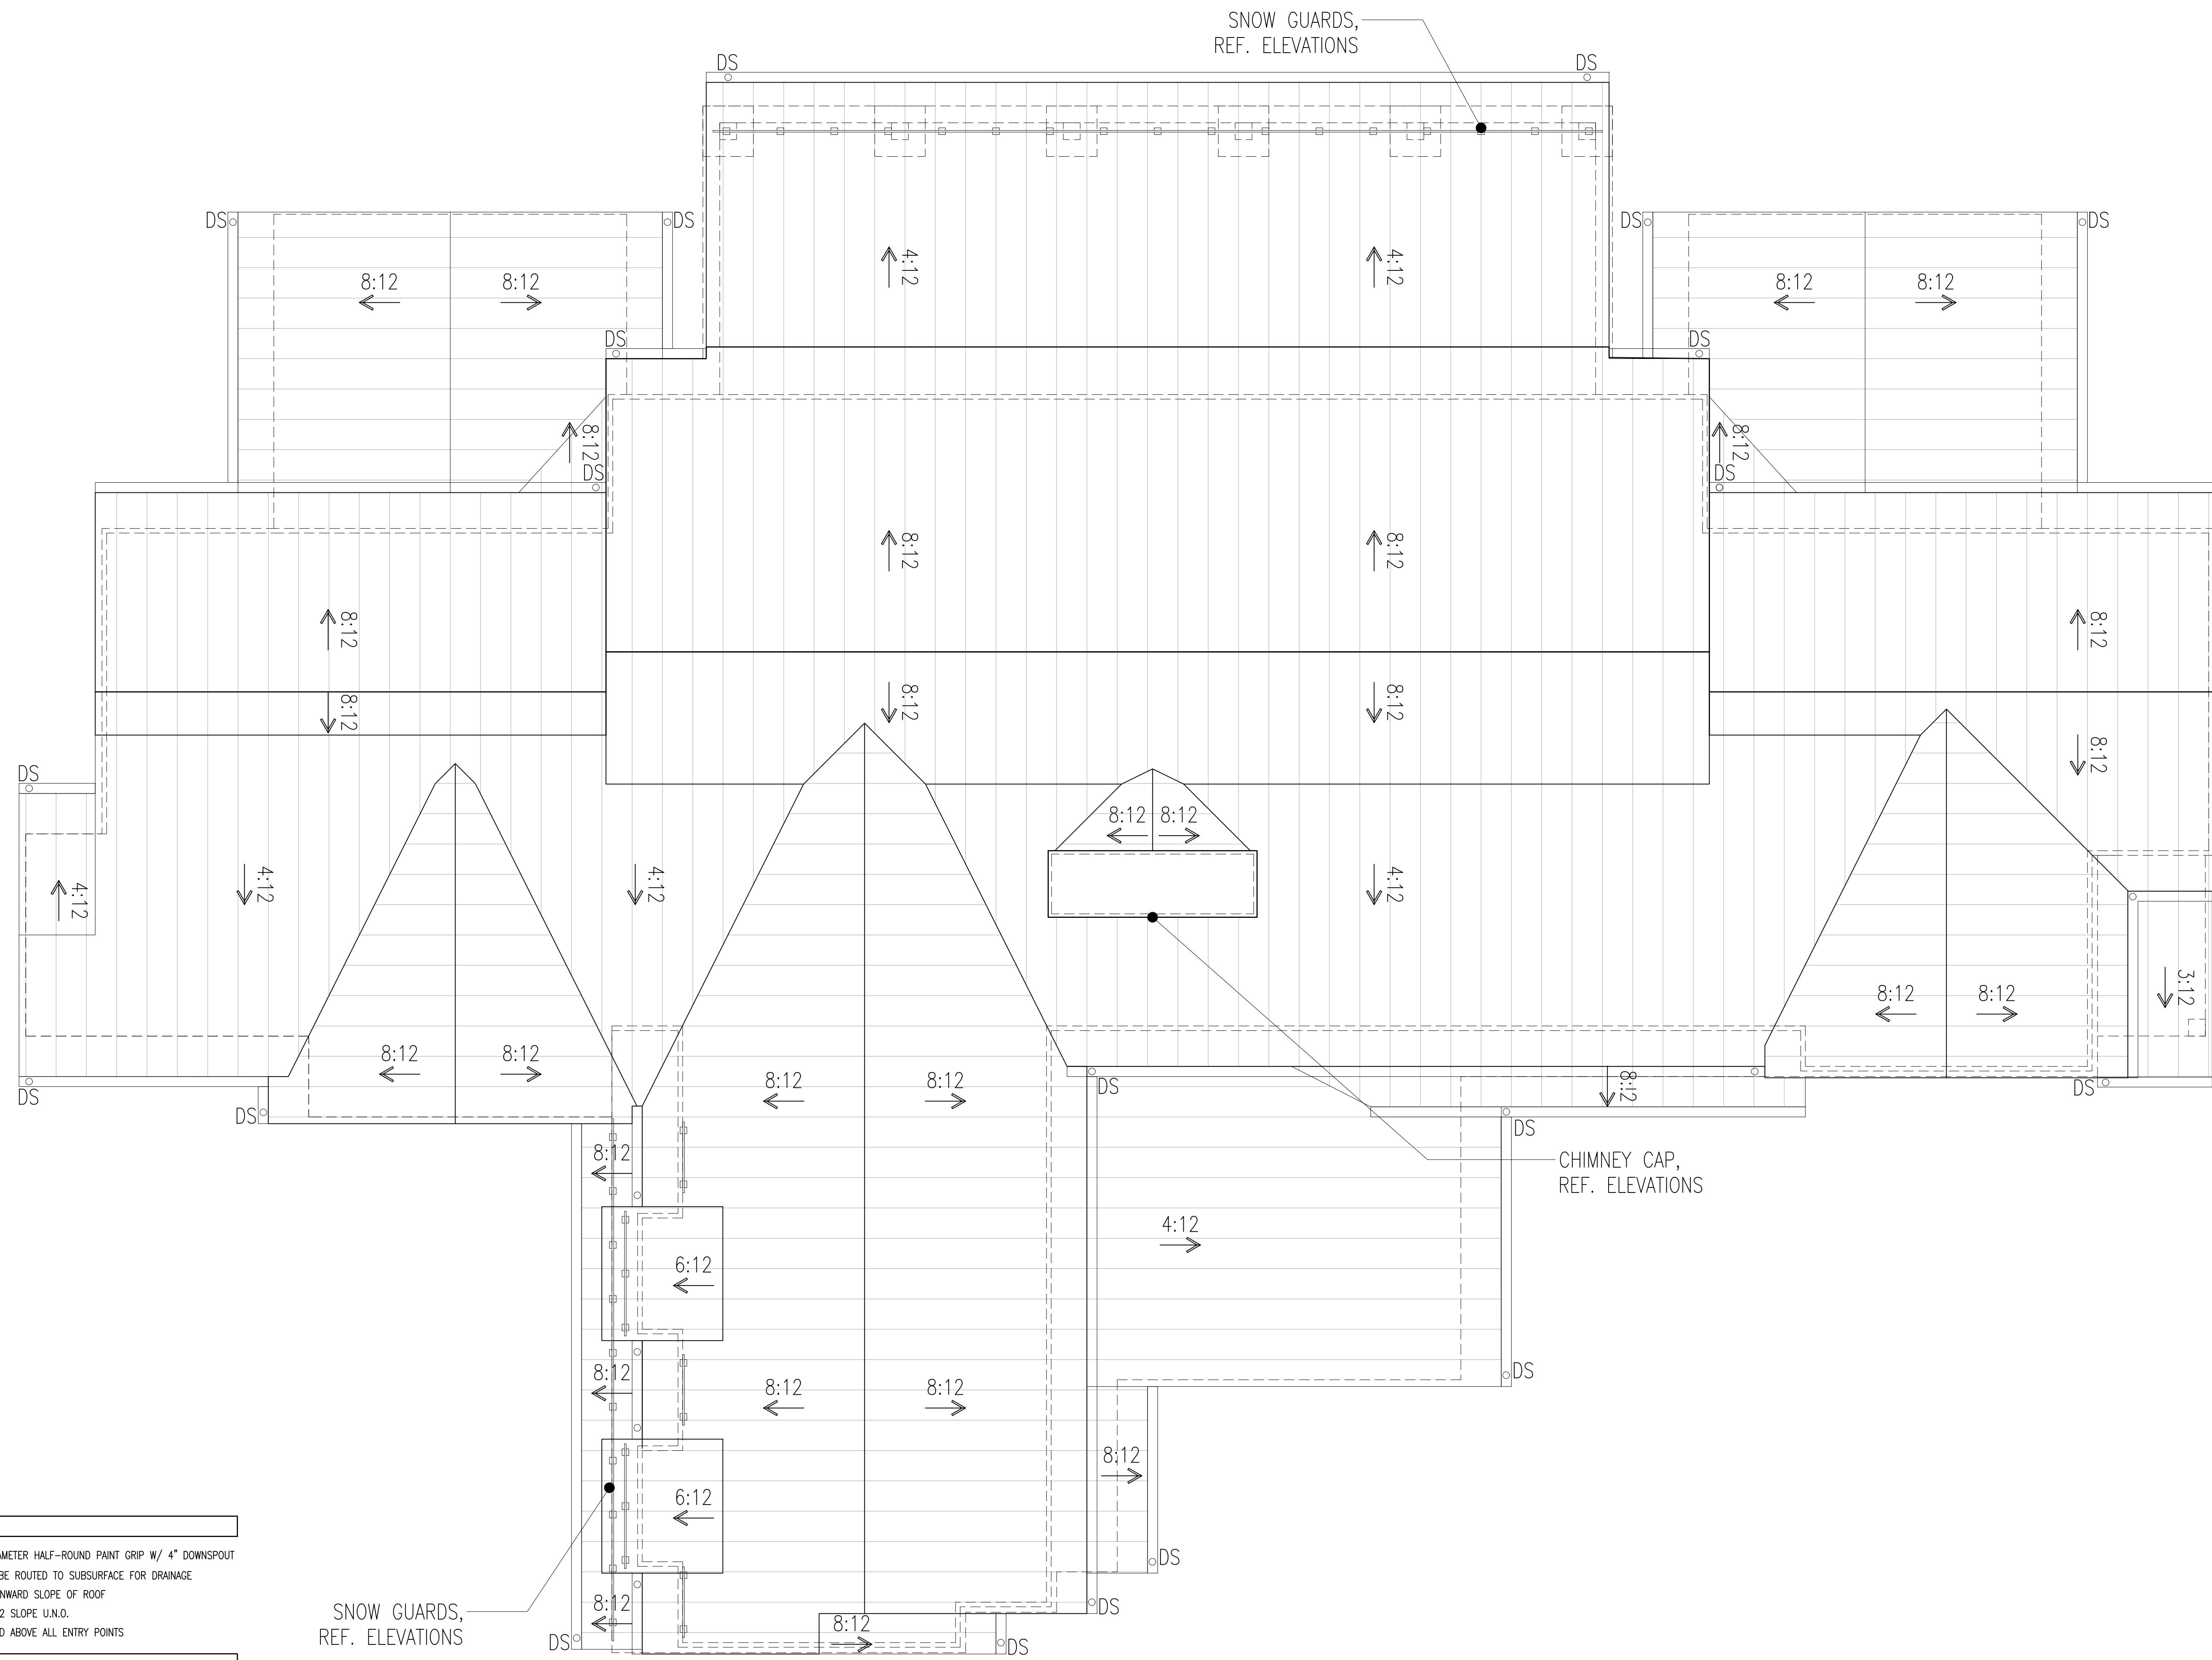 SNOW GUARDS,
REF. ELEVATIONS
DS
DS
DS
DS
DS
DS
4:12
4:12
8:12
8:12
8:12
8:12
DS
DS
8:12
8:12
DS
DS
8:12
8:12
8:12
8:12
8:12
8:12
8:12
8:12
DS
8:12
8:12
8:12
4:12
4:12
4:12
4:12
3:12
8:12
8:12
8:12
8:12
8:12
8:12
8:12
DS
DS
DS
DS
DS
8:12
CHIMNEY CAP,
REF. ELEVATIONS
4:12
6:12
8:12
DS
8:12
8:12
8:12
6:12
DS
AMETER HALF-ROUND PAINT GRIP W/ 4" DOWNSPOUT
BE ROUTED TO SUBSURFACE FOR DRAINAGE
NWARD SLOPE OF ROOF
2 SLOPE U.N.O.
D ABOVE ALL ENTRY POINTS
SNOW GUARDS,
REF. ELEVATIONS
8:12
DS
8:12
DS
DS